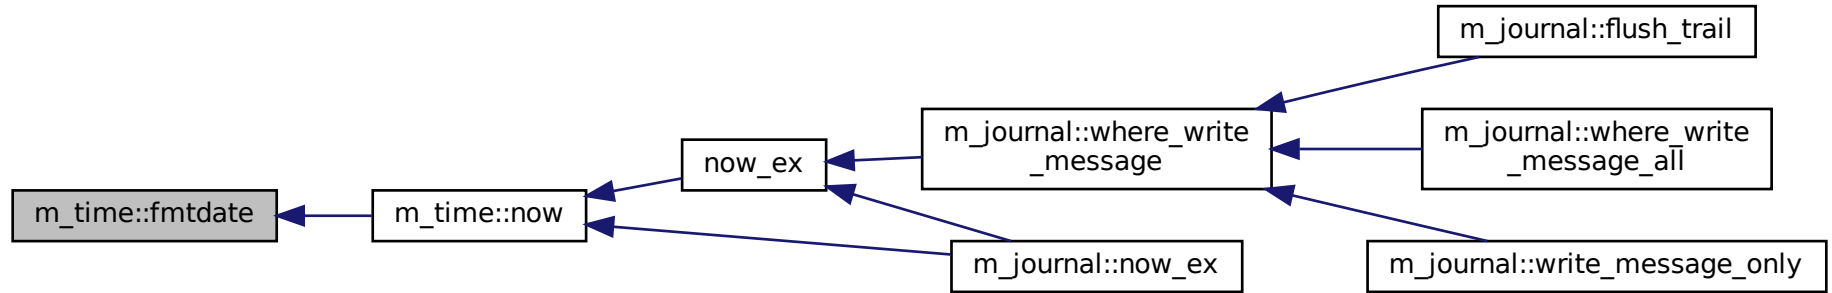 m_time::fmtdate
m_time::now
now_ex
m_journal::now_ex
m_journal::where_write
_message
m_journal::flush_trail
m_journal::where_write
_message_all
m_journal::write_message_only